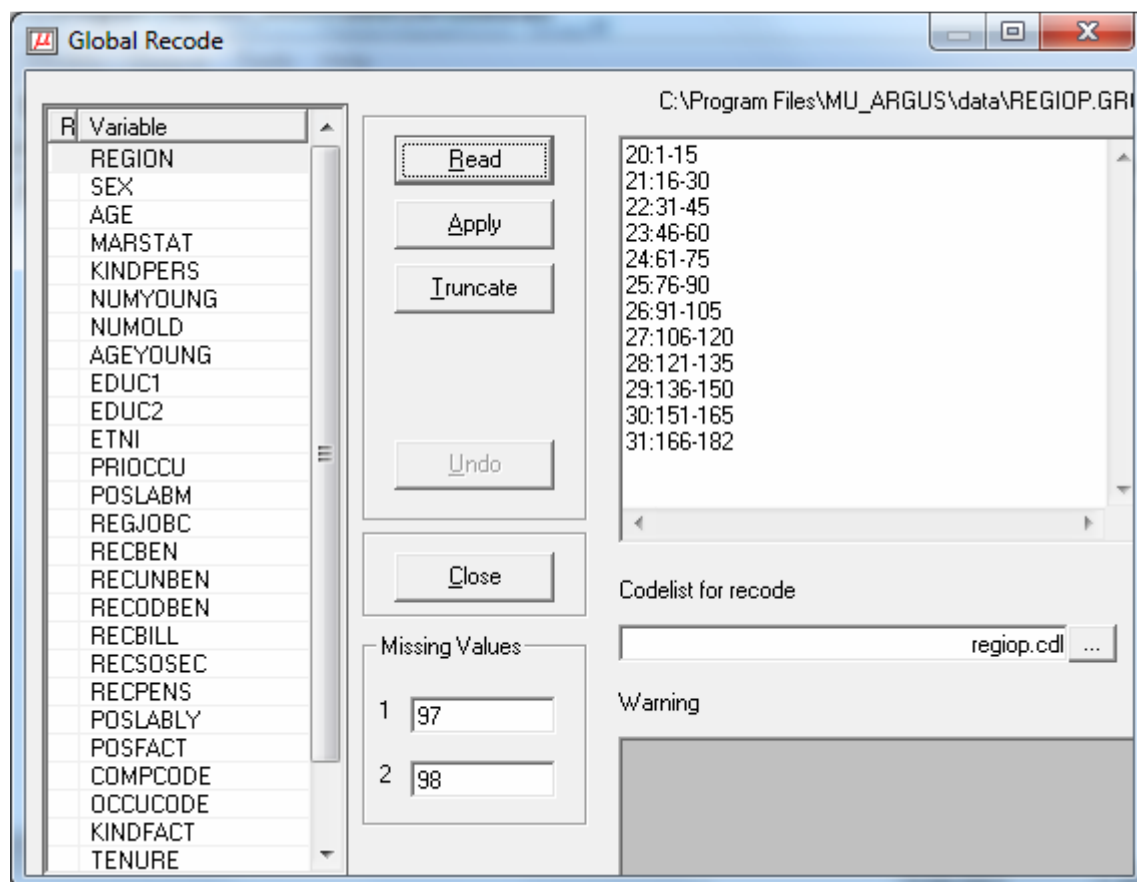 µ Global Recode
C:\Program Files\MU_ARGUS\data\REGIOP.GR
R Variable
REGION
SEX
AGE
MARSTAT
KINDPERS
NUMYOUNG
NUMOLD
AGEYOUNG
EDUC1
EDUC2
ETNI
PRIOCCU
POSLABM
REGJOBC
RECBEN
RECUNBEN
RECODBEN
RECBILL
RECSOSEC
RECPENS
POSLABLY
POSFACT
COMPCODE
OCCUCODE
KINDFACT
TENURE
Read
Apply
Truncate
Undo
Close
Missing Values
1 97
2 98
20:1-15
21:16-30
22:31-45
23:46-60
24:61-75
25:76-90
26:91-105
27:106-120
28:121-135
29:136-150
30:151-165
31:166-182
Codelist for recode
regiop.cdl ...
Warning